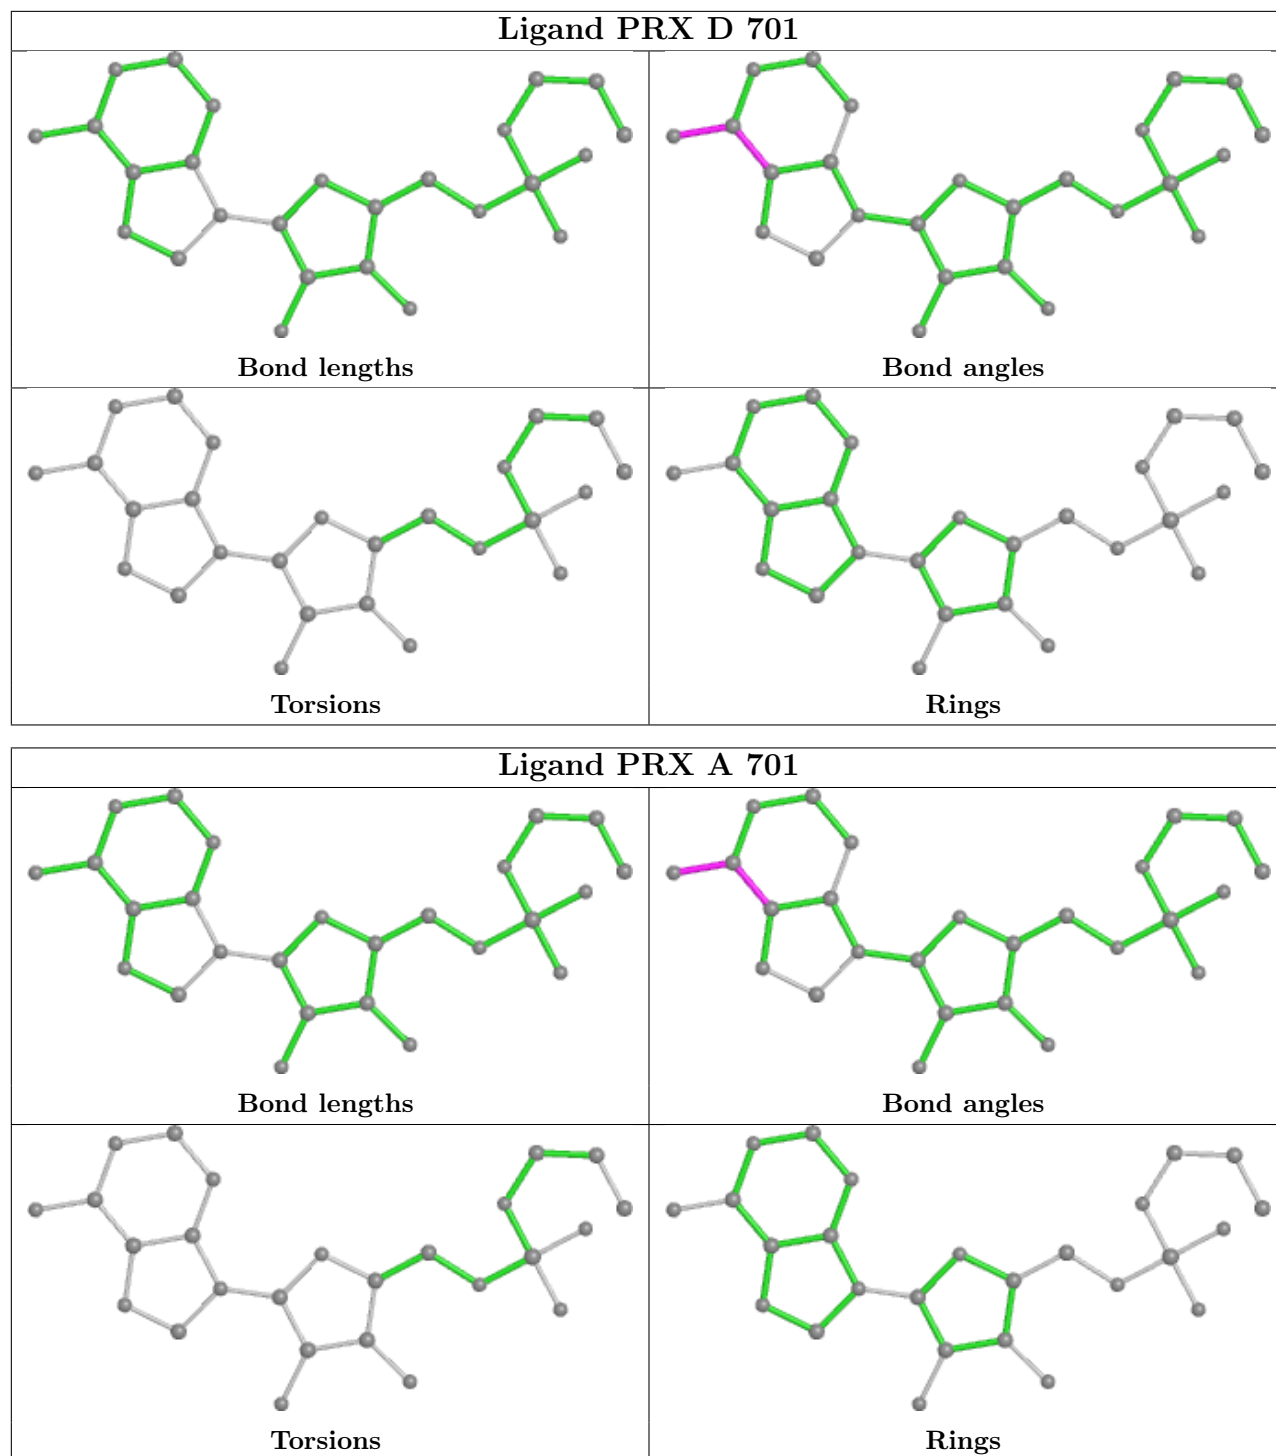 Ligand PRX D 701
Bond lengths
Bond angles
Torsions
Rings
Ligand PRX A 701
Bond lengths
Bond angles
Torsions
Rings